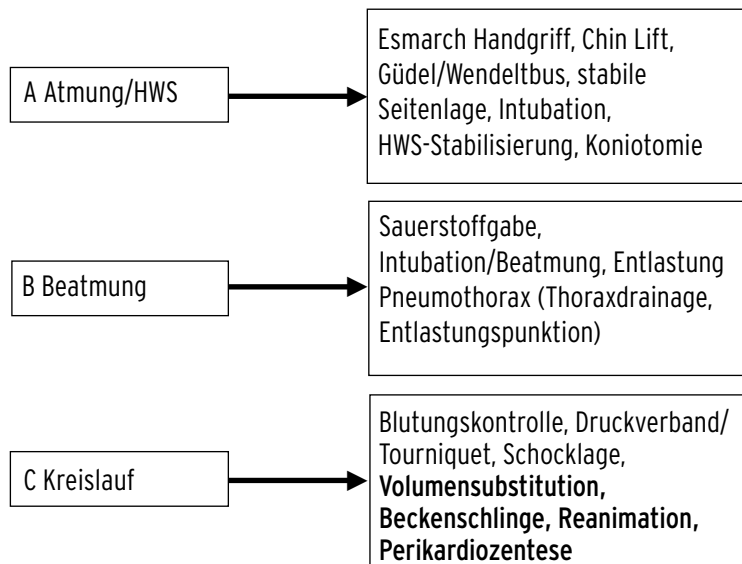 A Atmung/HWS
Esmarch Handgriff, Chin Lift,
Güdel/Wendeltbus, stabile
Seitenlage, Intubation,
HWS-Stabilisierung, Koniotomie
B Beatmung
Sauerstoffgabe,
Intubation/Beatmung, Entlastung
Pneumothorax (Thoraxdrainage,
Entlastungspunktion)
C Kreislauf
Blutungskontrolle, Druckverband/
Tourniquet, Schocklage,
Volumensubstitution,
Beckenschlinge, Reanimation,
Perikardiozentese